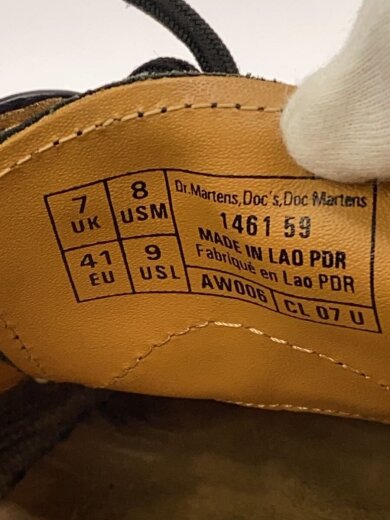 7 UK
8 USM
41 EU
9 USL
Dr.Martens,Doc's,Doc Martens
1461 59
MADE IN LAO PDR
Fabriqué en Lao PDR
AW006
CL 07 U